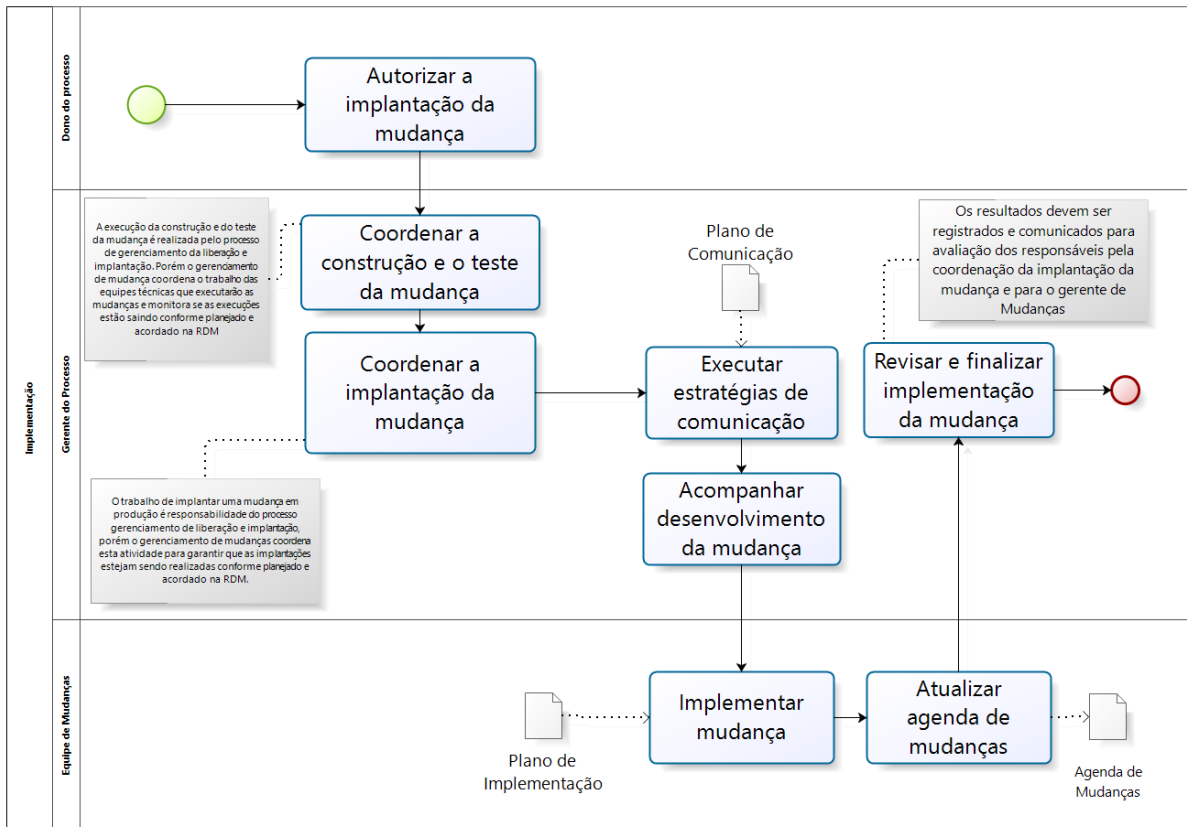 Implementação
Dono do processo
Autorizar a
implantação da
mudança
Gerente do Processo
A execução da construção e do teste
da mudança é realizada pelo processo
de gerenciamento da liberação e
implantação. Porém o gerenciamento
de mudança coordena o trabalho das
equipes técnicas que executarão as
mudanças e monitora se as execuções
estão saindo conforme planejado e
acordado na RDM
Coordenar a
construção e o teste
da mudança
Coordenar a
implantação da
mudança
O trabalho de implantar uma mudança em
produção é responsabilidade do processo
gerenciamento de liberação e implantação,
porém o gerenciamento de mudanças coordena
esta atividade para garantir que as implantações
estejam sendo realizadas conforme planejado e
acordado na RDM.
Plano de
Comunicação
Executar
estratégias de
comunicação
Acompanhar
desenvolvimento
da mudança
Os resultados devem ser
registrados e comunicados para
avaliação dos responsáveis pela
coordenação da implantação da
mudança e para o gerente de
Mudanças
Revisar e finalizar
implementação
da mudança
Equipe de Mudanças
Plano de
Implementação
Implementar
mudança
Atualizar
agenda de
mudanças
Agenda de
Mudanças